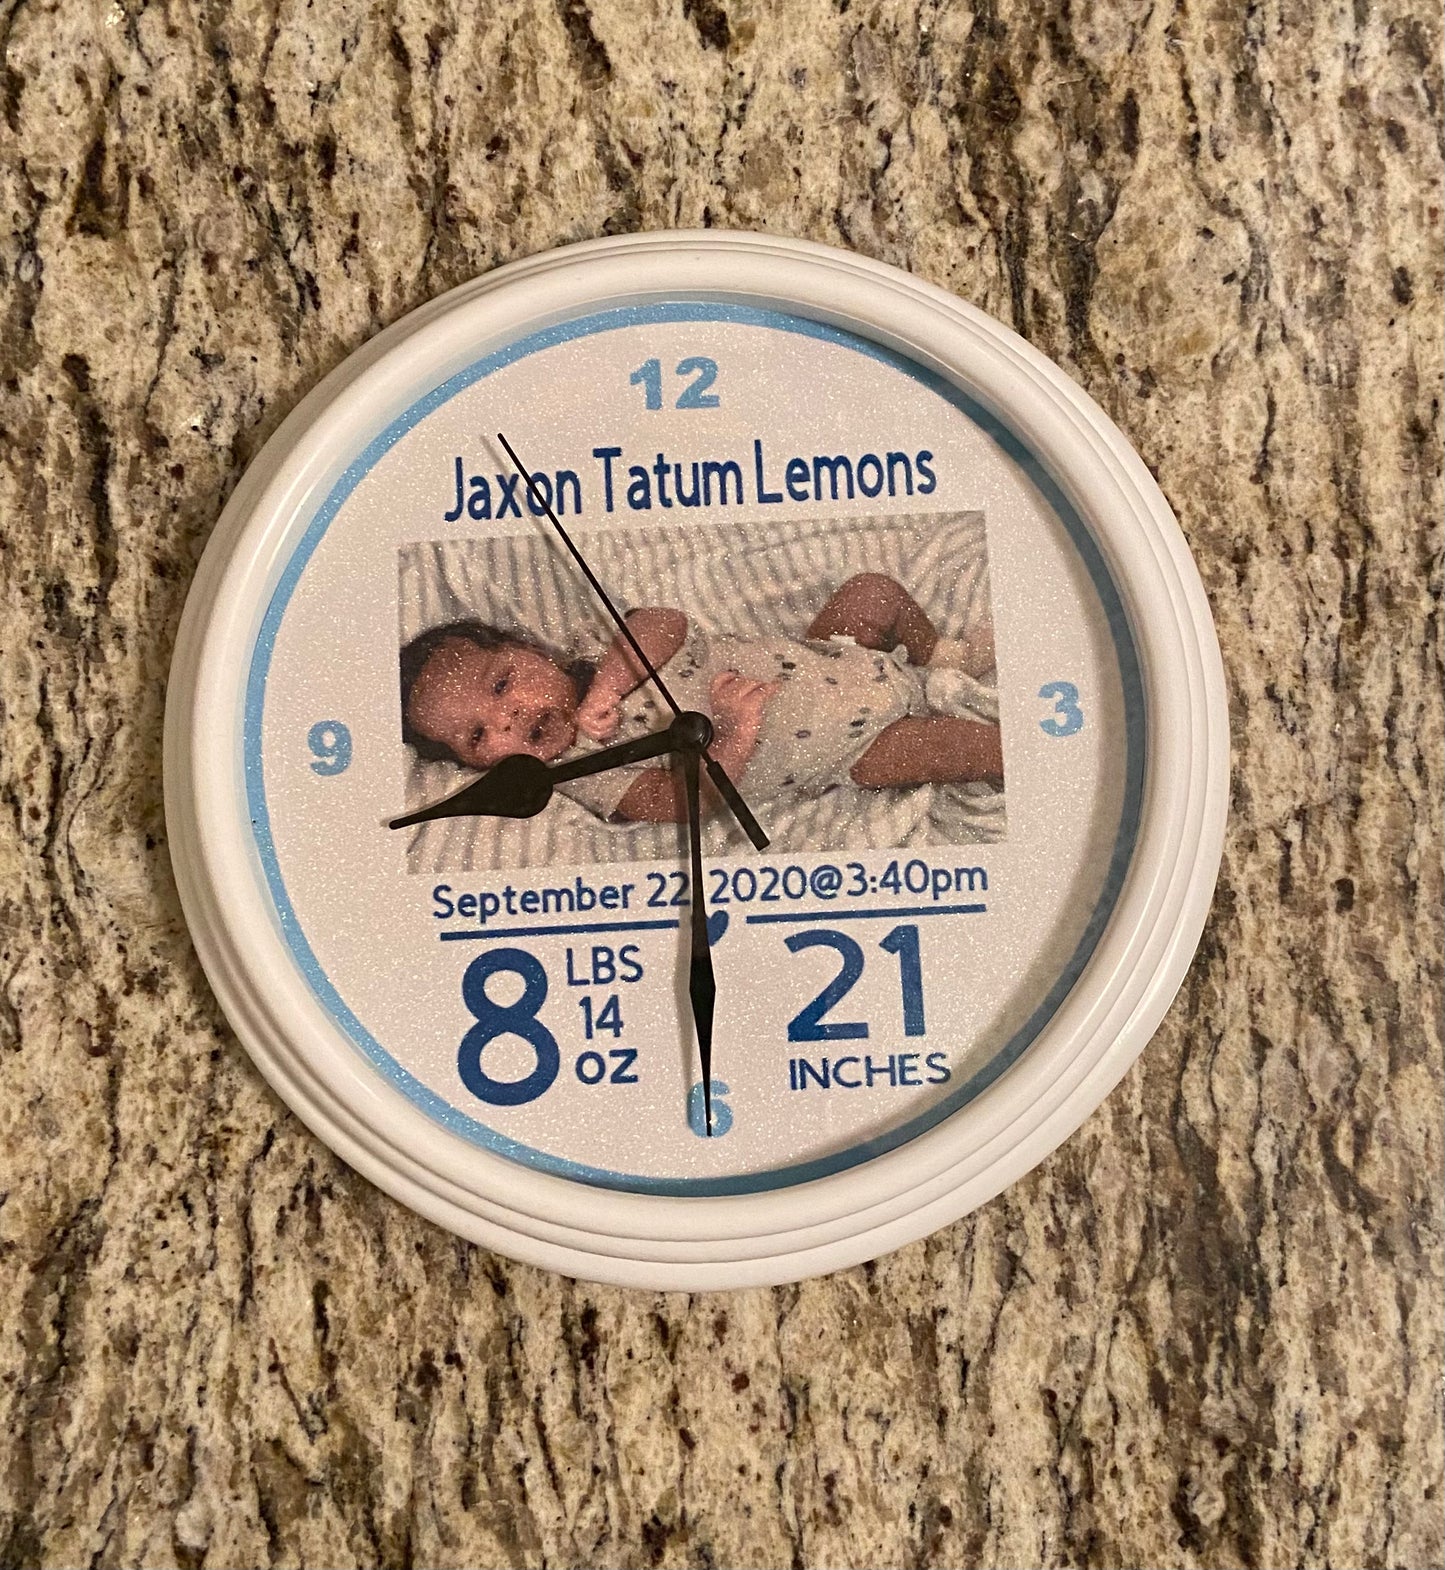 12
Jaxon Tatum Lemons
9
3
September 22, 2020@3:40pm
8 LBS 14 OZ
21 INCHES
6